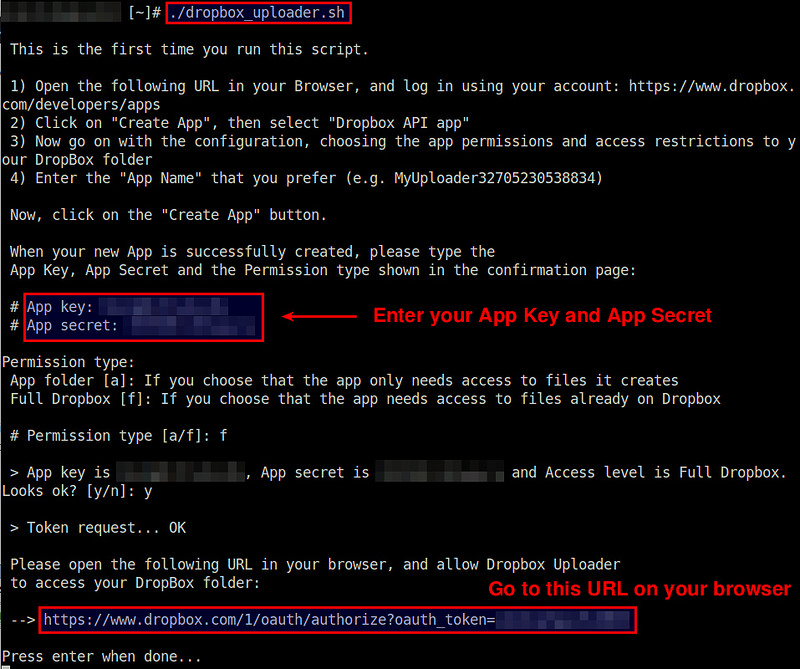 [~]# ./dropbox_uploader.sh
This is the first time you run this script.
1) Open the following URL in your Browser, and log in using your account: https://www.dropbox.
com/developers/apps
2) Click on "Create App", then select "Dropbox API app"
3) Now go on with the configuration, choosing the app permissions and access restrictions to y
our DropBox folder
4) Enter the "App Name" that you prefer (e.g. MyUploader32705230538834)
Now, click on the "Create App" button.
When your new App is successfully created, please type the
App Key, App Secret and the Permission type shown in the confirmation page:
# App key:
# App secret:
Enter your App Key and App Secret
Permission type:
App folder [a]: If you choose that the app only needs access to files it creates
Full Dropbox [f]: If you choose that the app needs access to files already on Dropbox
# Permission type [a/f]: f
> App key is , App secret is and Access level is Full Dropbox.
Looks ok? [y/n]: y
> Token request... OK
Please open the following URL in your browser, and allow Dropbox Uploader
to access your DropBox folder:
Go to this URL on your browser
--> https://www.dropbox.com/1/oauth/authorize?oauth_token=
Press enter when done...